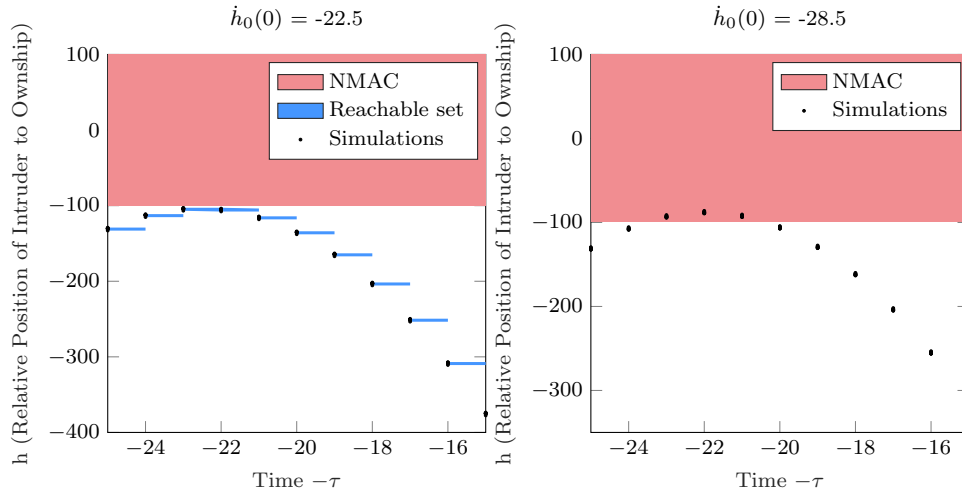 ḣ₀(0) = -22.5
h (Relative Position of Intruder to Ownship)
100
0
−100
−200
−300
−400
NMAC
Reachable set
Simulations
−24
−22
−20
−18
−16
Time −τ
ḣ₀(0) = -28.5
h (Relative Position of Intruder to Ownship)
100
0
−100
−200
−300
NMAC
Simulations
−24
−22
−20
−18
−16
Time −τ